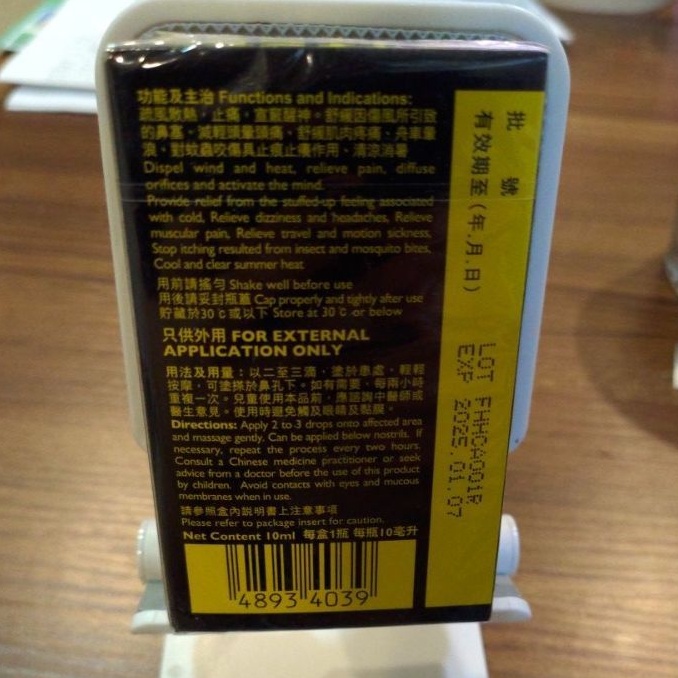 功能及主治 Functions and Indications:
疏風散熱，止痛，宣竅醒神。舒緩因傷風所引致
的鼻塞、減輕頭暈頭痛、舒緩肌肉疼痛、舟車暈
浪、對蚊蟲咬傷具止痕止痛作用、清涼消暑
Dispel wind and heat, relieve pain, diffuse
orifices and activate the mind.
Provide relief from the stuffed-up feeling associated
with cold, Relieve dizziness and headaches, Relieve
muscular pain, Relieve travel and motion sickness,
Stop itching resulted from insect and mosquito bites,
Cool and clear summer heat
用前請搖勻 Shake well before use
用後請妥封瓶蓋 Cap properly and tightly after use
貯藏於30℃或以下 Store at 30℃ or below
只供外用 FOR EXTERNAL
APPLICATION ONLY
用法及用量：以二至三滴，塗於患處，輕輕
按摩，可塗搽於鼻孔下。如有需要，每兩小時
重複一次。兒童使用本品前，應諮詢中醫師或
醫生意見。使用時避免觸及眼睛及黏膜。
Directions: Apply 2 to 3 drops onto affected area
and massage gently. Can be applied below nostrils. If
necessary, repeat the process every two hours.
Consult a Chinese medicine practitioner or seek
advice from a doctor before the use of this product
by children. Avoid contacts with eyes and mucous
membranes when in use.
請參照盒內說明書上注意事項
Please refer to package insert for caution.
Net Content 10ml 每盒1瓶 每瓶10毫升
4893 4039
批號
有效期至(年.月.日)
LOT FHHCA001R
EXP 2025.01.07